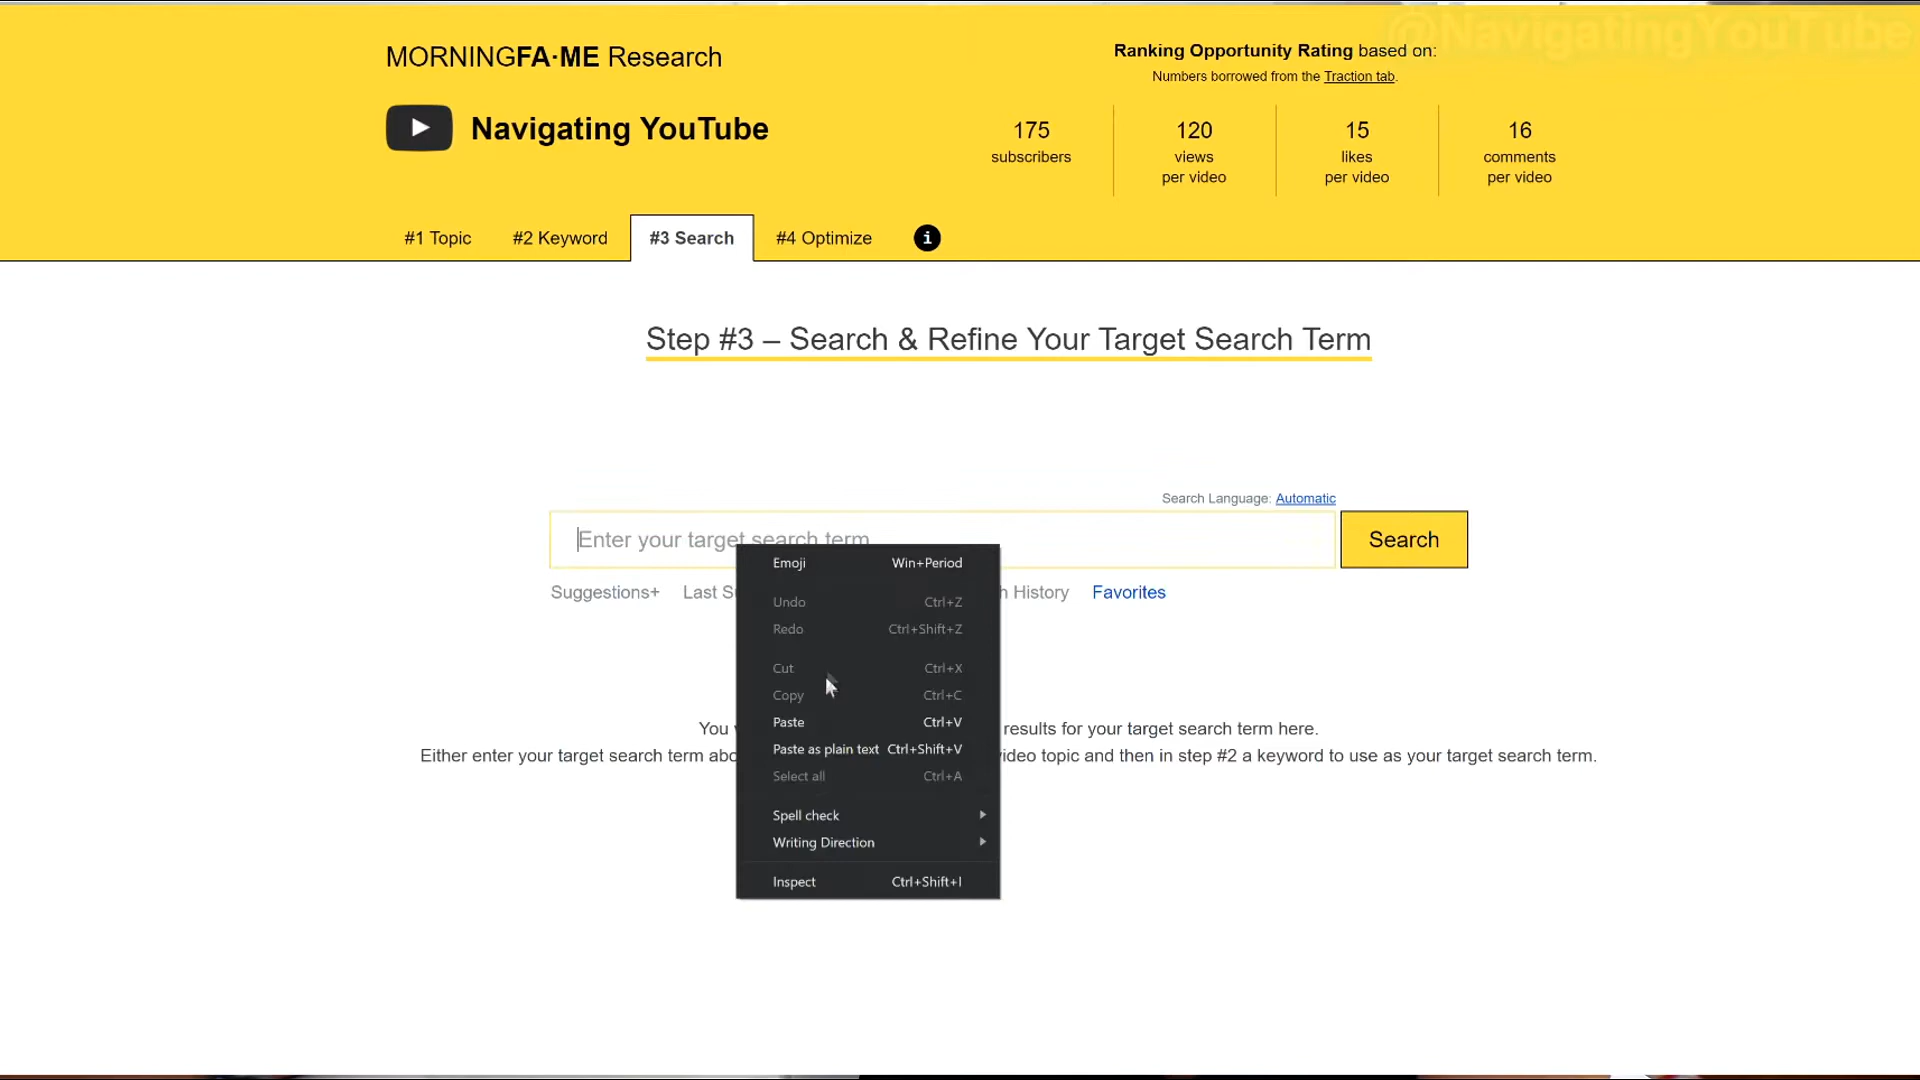 @NavigatingYouTube
MORNINGFA·ME Research
Ranking Opportunity Rating based on:
Numbers borrowed from the Traction tab.
Navigating YouTube
175 subscribers
120 views per video
15 likes per video
16 comments per video
#1 Topic #2 Keyword #3 Search #4 Optimize i
Step #3 – Search & Refine Your Target Search Term
Search Language: Automatic
Enter your target search term
Search
Suggestions+ Last h History Favorites
Emoji Win+Period
Undo Ctrl+Z
Redo Ctrl+Shift+Z
Cut Ctrl+X
Copy Ctrl+C
Paste Ctrl+V
Paste as plain text Ctrl+Shift+V
Select all Ctrl+A
Spell check
Writing Direction
Inspect Ctrl+Shift+I
You results for your target search term here.
Either enter your target search term video topic and then in step #2 a keyword to use as your target search term.